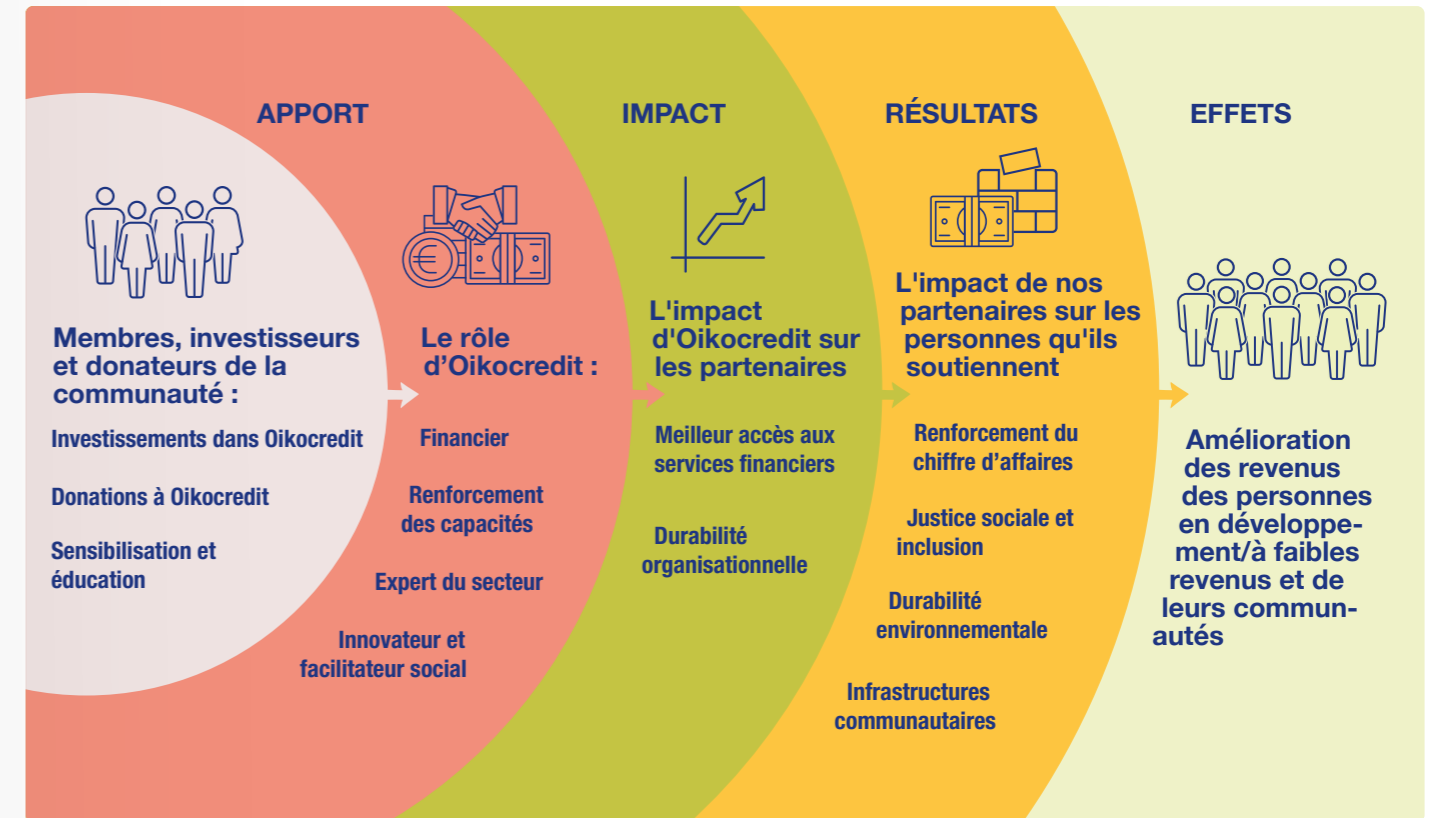 APPORT
IMPACT
RÉSULTATS
EFFETS
Membres, investisseurs
et donateurs de la
communauté :
Investissements dans Oikocredit
Donations à Oikocredit
Sensibilisation et
éducation
Le rôle
d’Oikocredit :
Financier
Renforcement
des capacités
Expert du secteur
Innovateur et
facilitateur social
L'impact
d'Oikocredit sur
les partenaires
Meilleur accès aux
services financiers
Durabilité
organisationnelle
L'impact de nos
partenaires sur les
personnes qu'ils
soutiennent
Renforcement du
chiffre d’affaires
Justice sociale et
inclusion
Durabilité
environnementale
Infrastructures
communautaires
Amélioration
des revenus
des personnes
en développe-
ment/à faibles
revenus et de
leurs commun-
autés